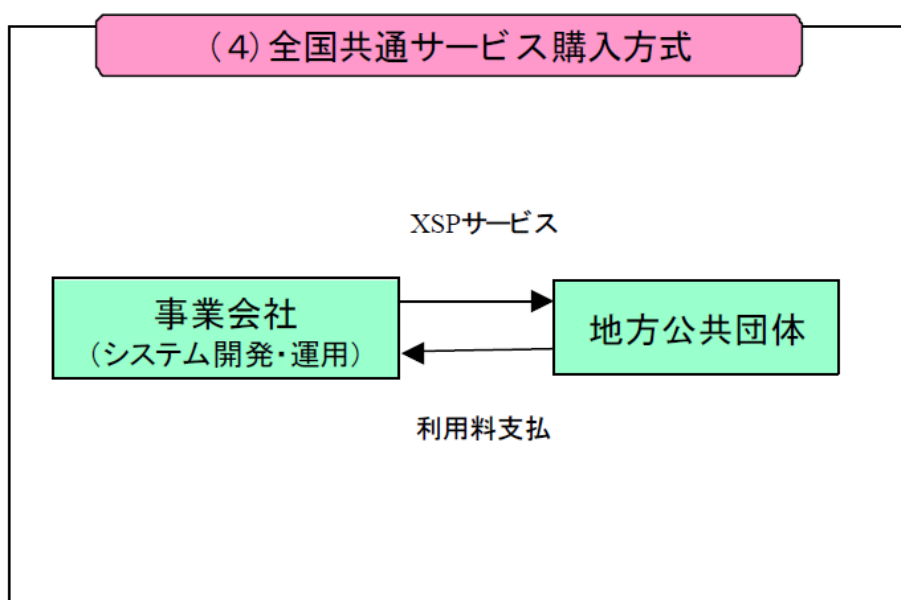 （４）全国共通サービス購入方式
XSPサービス
事業会社
（システム開発・運用）
地方公共団体
利用料支払